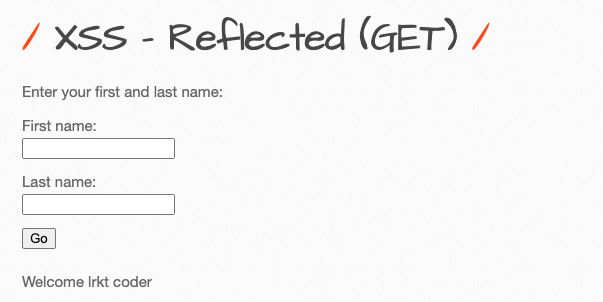 / XSS - Reflected (GET) /
Enter your first and last name:
First name:
Last name:
Go
Welcome lrkt coder